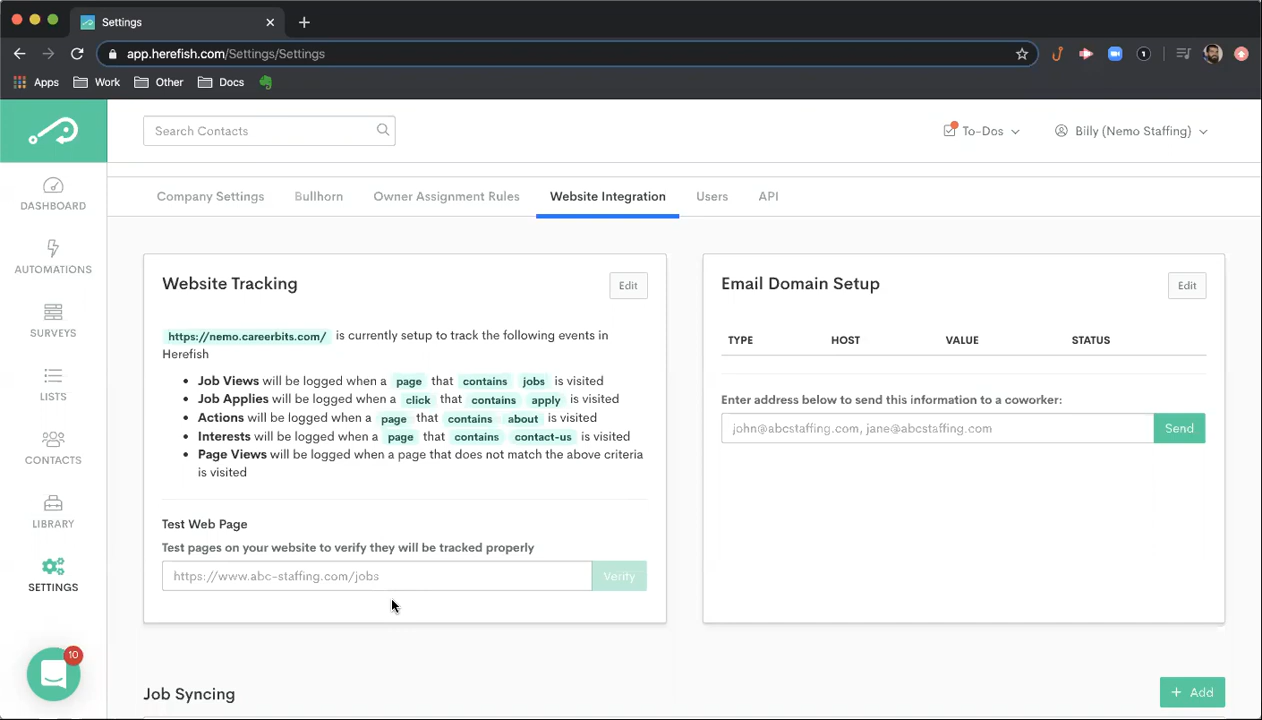 Settings
app.herefish.com/Settings/Settings
1
Apps Work Other Docs
Search Contacts
To-Dos
Billy (Nemo Staffing)
DASHBOARD
AUTOMATIONS
SURVEYS
LISTS
CONTACTS
LIBRARY
SETTINGS
10
Company Settings Bullhorn Owner Assignment Rules Website Integration Users API
Website Tracking
Edit
https://nemo.careerbits.com/ is currently setup to track the following events in
Herefish
• Job Views will be logged when a page that contains jobs is visited
• Job Applies will be logged when a click that contains apply is visited
• Actions will be logged when a page that contains about is visited
• Interests will be logged when a page that contains contact-us is visited
• Page Views will be logged when a page that does not match the above criteria
is visited
Test Web Page
Test pages on your website to verify they will be tracked properly
https://www.abc-staffing.com/jobs
Verify
Email Domain Setup
Edit
TYPE HOST VALUE STATUS
Enter address below to send this information to a coworker:
john@abcstaffing.com, jane@abcstaffing.com
Send
Job Syncing
+ Add